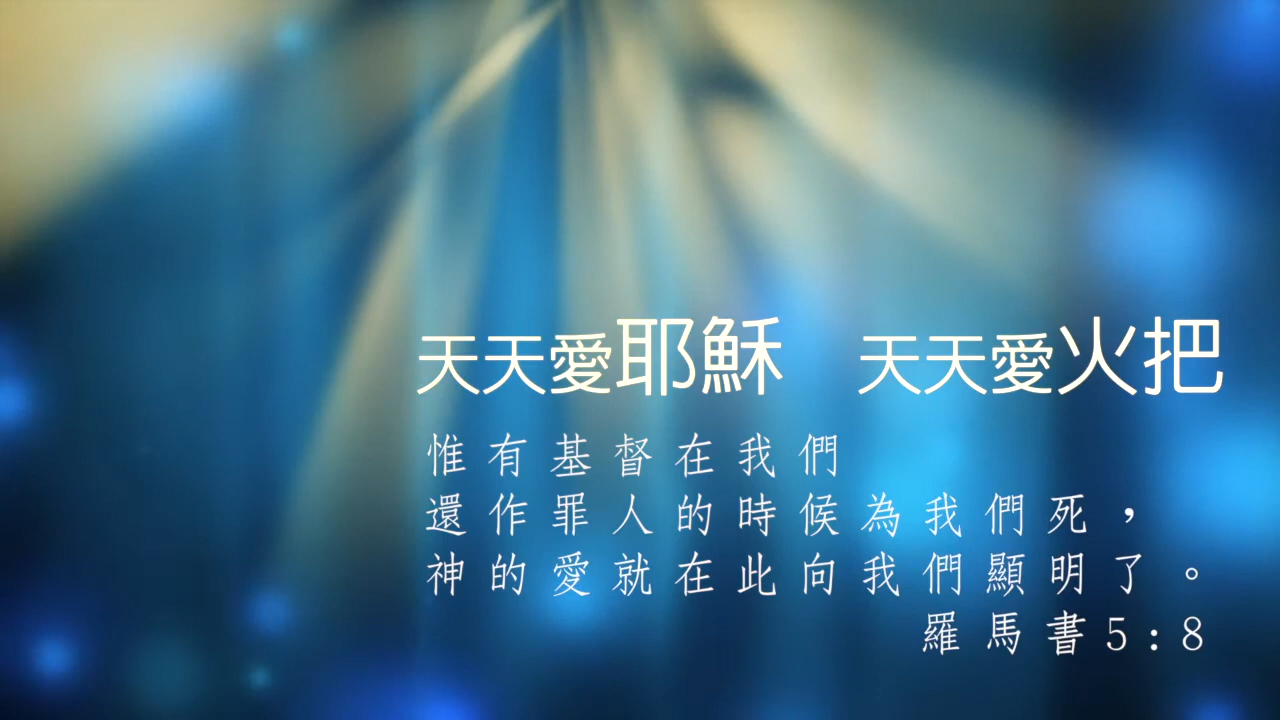 天天愛耶穌　天天愛火把
惟有基督在我們
還作罪人的時候為我們死，
神的愛就在此向我們顯明了。
羅馬書5:8